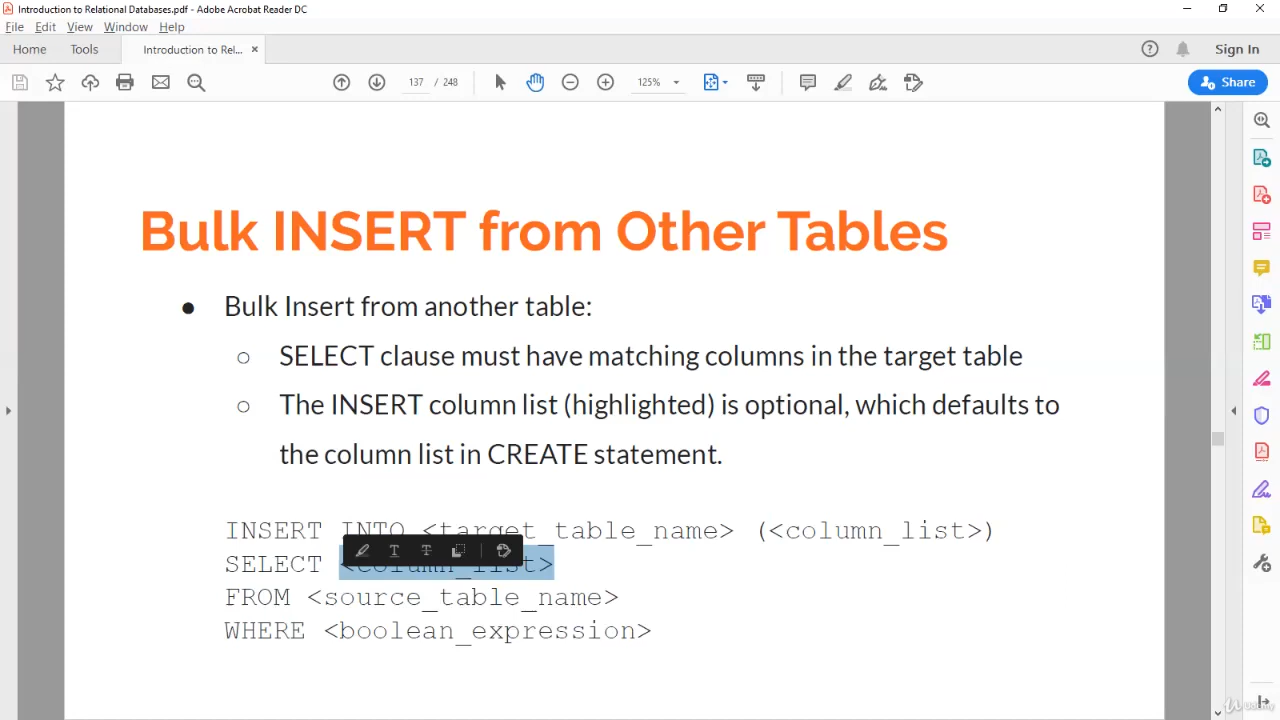 Introduction to Relational Databases.pdf - Adobe Acrobat Reader DC
File Edit View Window Help
Home Tools Introduction to Rel... × Sign In
137 / 248 125% Share
Bulk INSERT from Other Tables
● Bulk Insert from another table:
○ SELECT clause must have matching columns in the target table
○ The INSERT column list (highlighted) is optional, which defaults to
the column list in CREATE statement.
INSERT INTO <target_table_name> (<column_list>)
SELECT <column_list>
FROM <source_table_name>
WHERE <boolean_expression>
Udemy